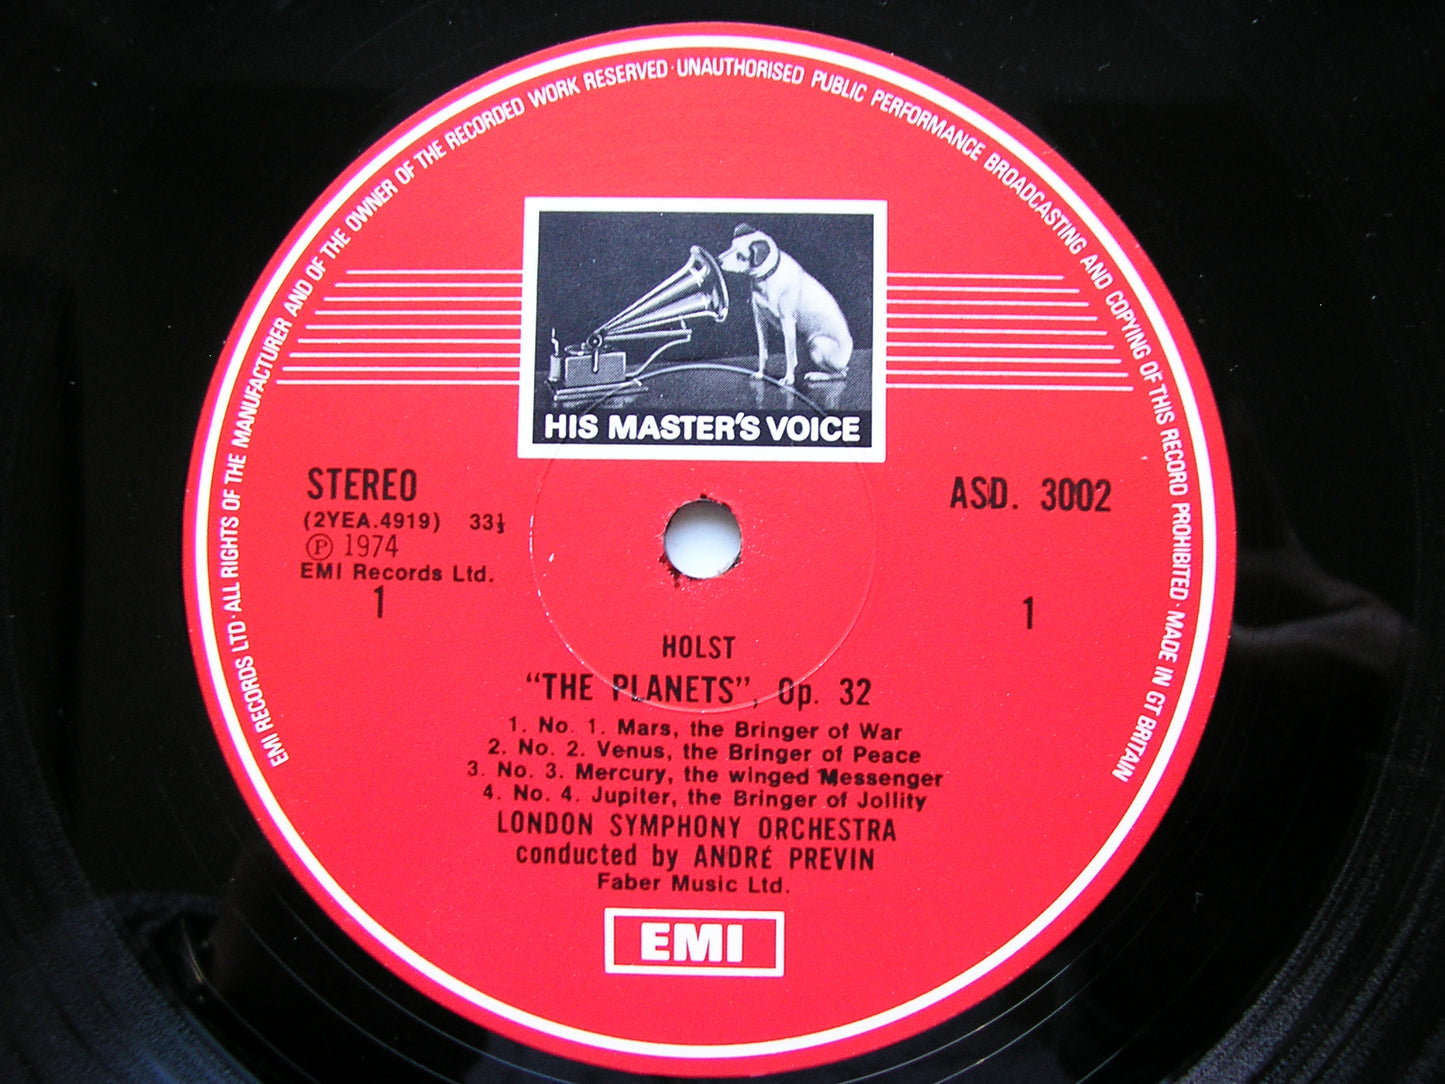 EMI RECORDS LTD · ALL RIGHTS OF THE MANUFACTURER AND OF THE OWNER OF THE RECORDED WORK RESERVED · UNAUTHORISED PUBLIC PERFORMANCE BROADCASTING AND COPYING OF THIS RECORD PROHIBITED · MADE IN GT BRITAIN
HIS MASTER'S VOICE
STEREO
(2YEA.4919) 33⅓
℗ 1974
EMI Records Ltd.
1
ASD. 3002
1
HOLST
"THE PLANETS", Op. 32
1. No. 1. Mars, the Bringer of War
2. No. 2. Venus, the Bringer of Peace
3. No. 3. Mercury, the winged Messenger
4. No. 4. Jupiter, the Bringer of Jollity
LONDON SYMPHONY ORCHESTRA
conducted by ANDRÉ PREVIN
Faber Music Ltd.
EMI